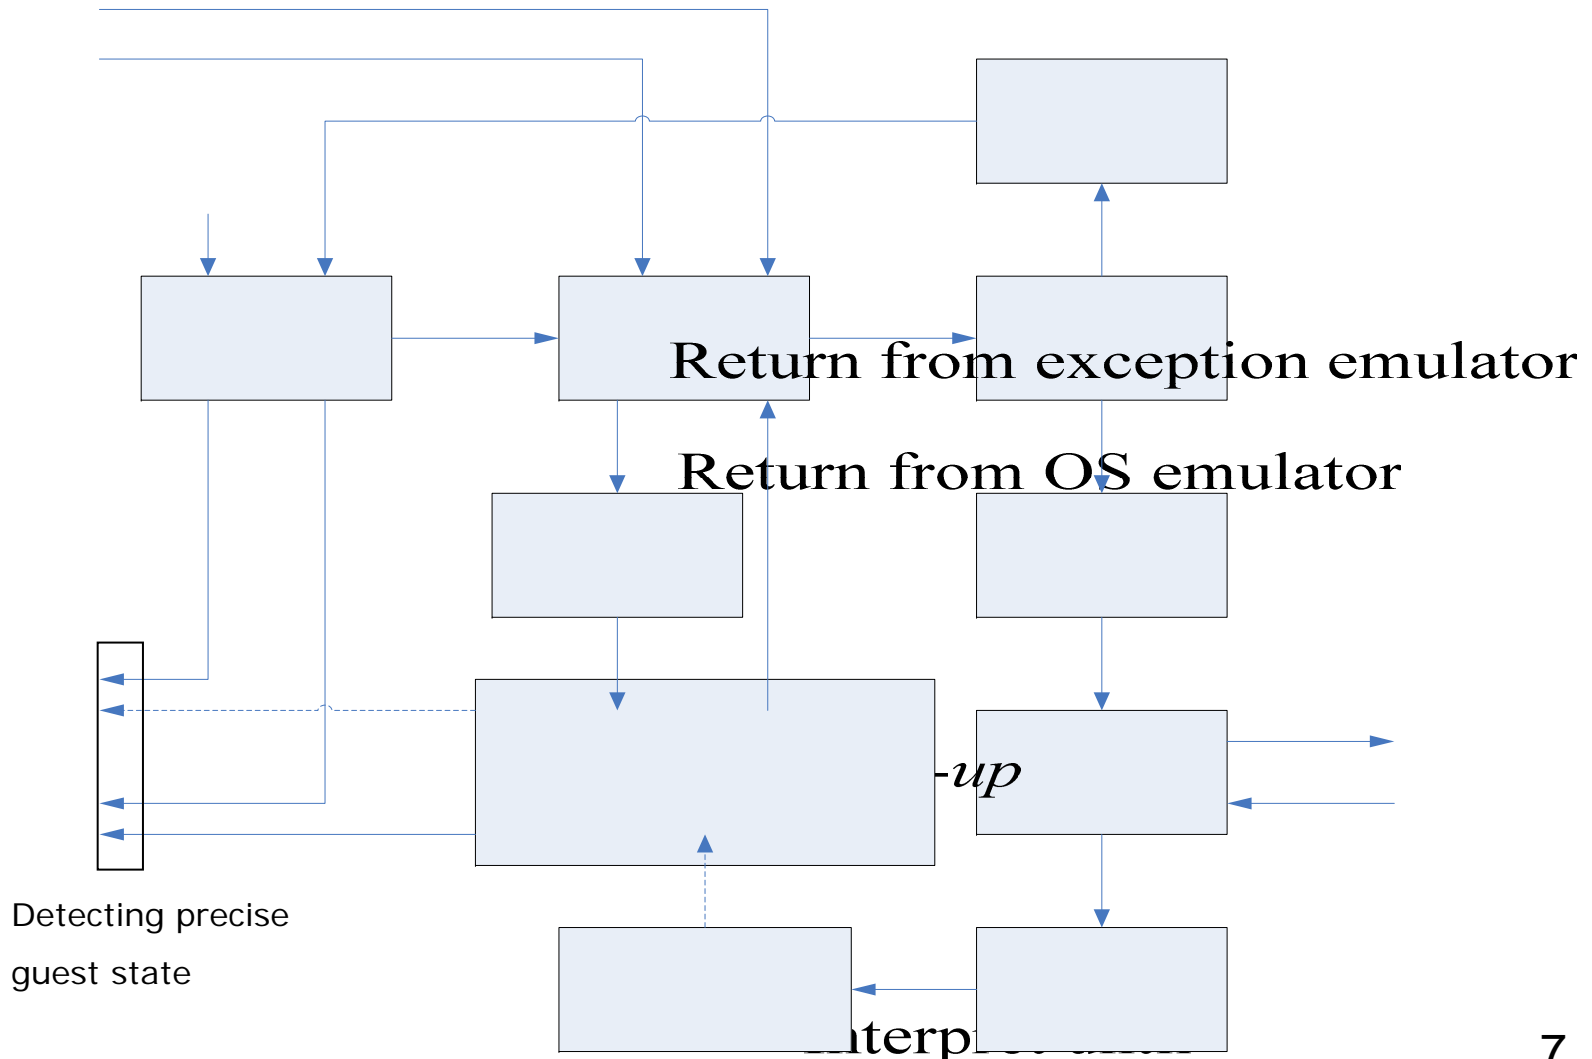 Return from exception emulator
Return from OS emulator
-up
Detecting precise
guest state
7